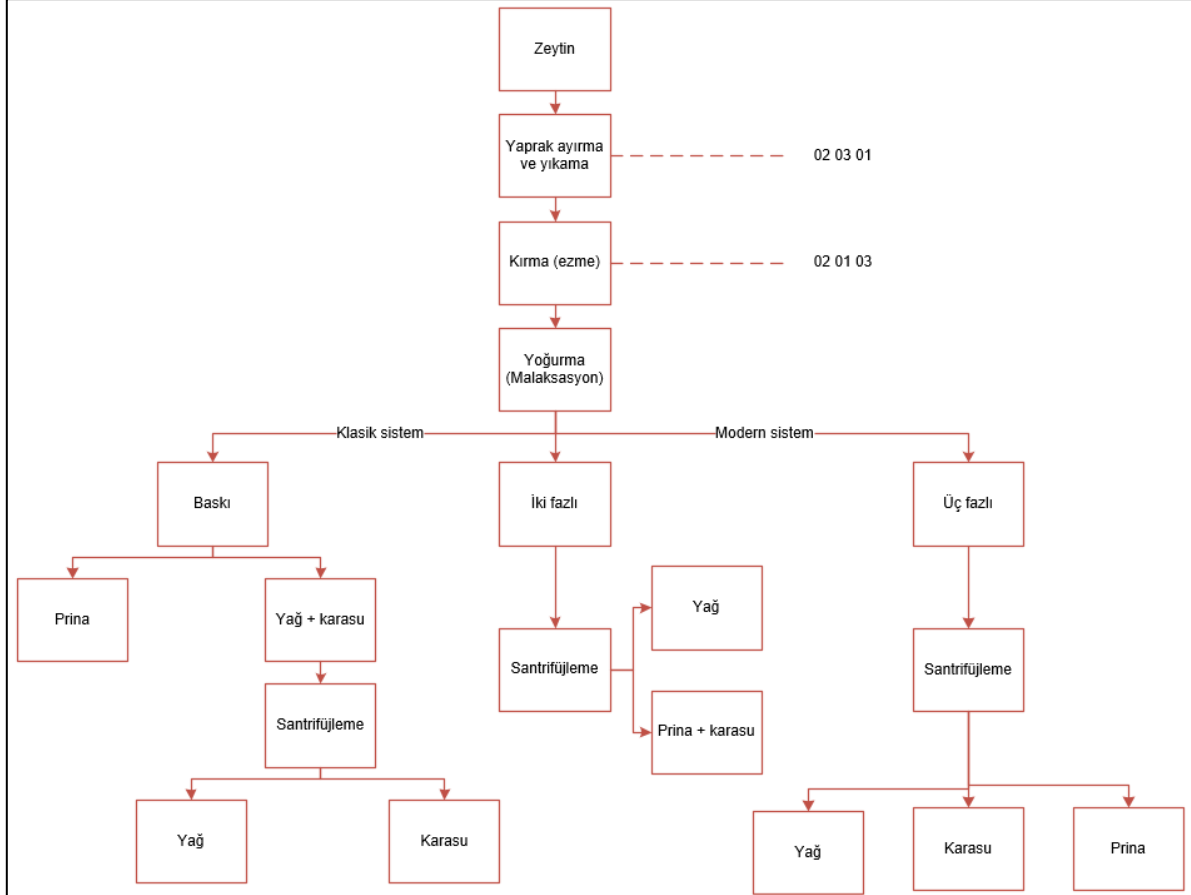 Zeytin
Yaprak ayırma
ve yıkama
02 03 01
Kırma (ezme)
02 01 03
Yoğurma
(Malaksasyon)
Klasik sistem
Modern sistem
Baskı
İki fazlı
Üç fazlı
Prina
Yağ + karasu
Yağ
Santrifüjleme
Santrifüjleme
Santrifüjleme
Prina + karasu
Yağ
Karasu
Yağ
Karasu
Prina